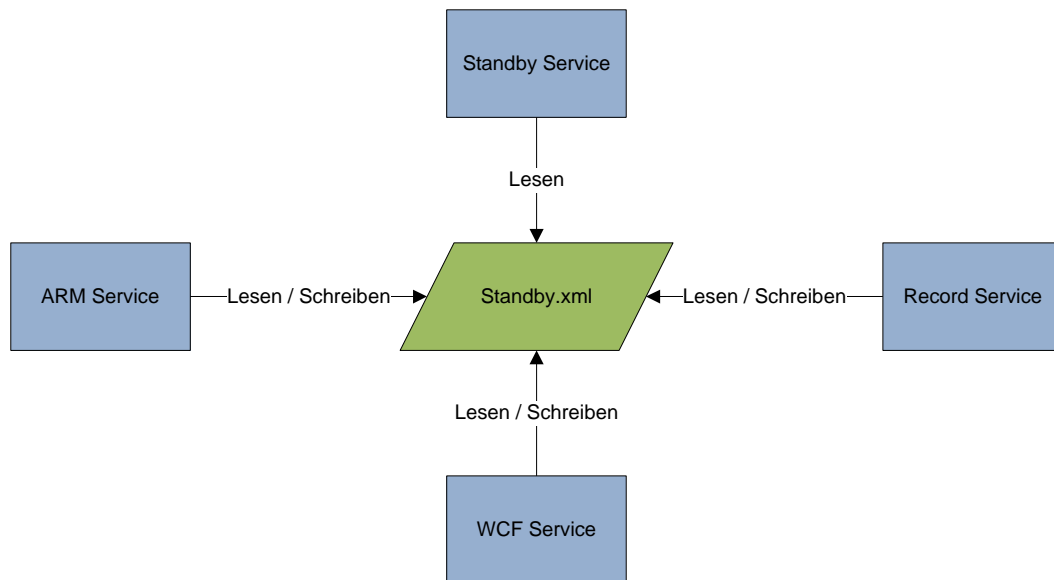 Standby Service
Lesen
ARM Service
Lesen / Schreiben
Standby.xml
Lesen / Schreiben
Record Service
Lesen / Schreiben
WCF Service